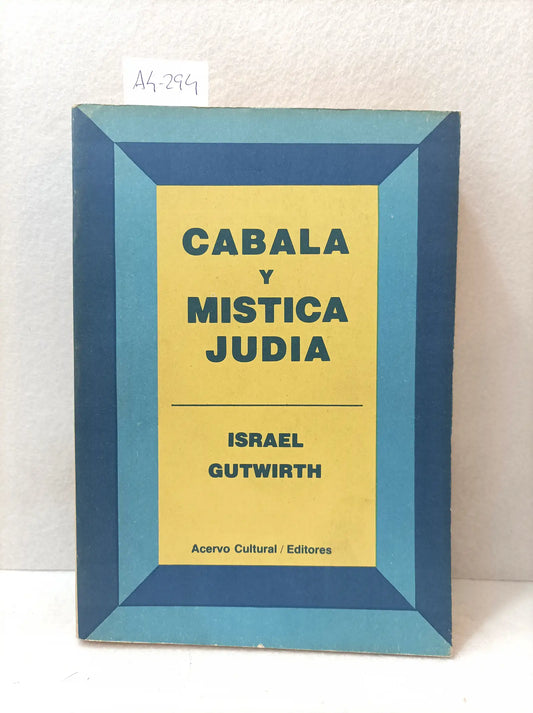 A4-294
CABALA
Y
MISTICA
JUDIA
ISRAEL
GUTWIRTH
Acervo Cultural / Editores